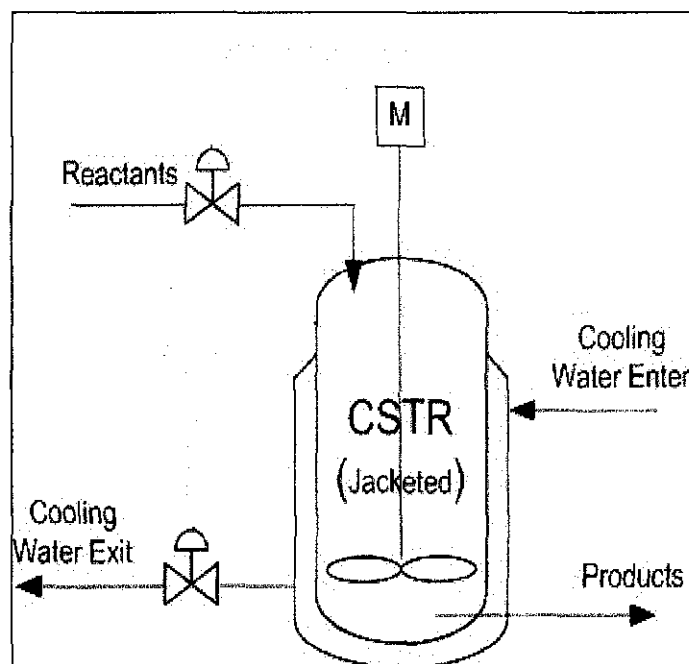 M
Reactants
Cooling
Water Enter
CSTR
(Jacketed)
Cooling
Water Exit
Products